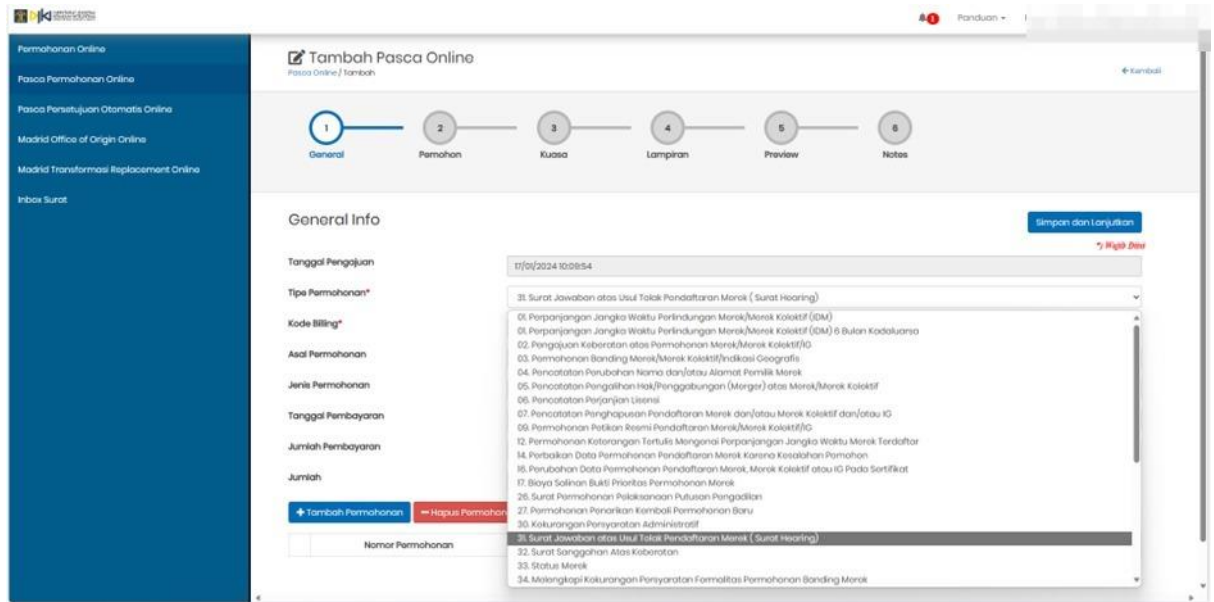 DJKI
1
Panduan
Permohonan Online
Pasca Permohonan Online
Pasca Persetujuan Otomatis Online
Madrid Office of Origin Online
Madrid Transformasi Replacement Online
Inbox Surat
Tambah Pasca Online
Pasca Online / Tambah
Kembali
1
2
3
4
5
6
General
Pemohon
Kuasa
Lampiran
Preview
Notes
General Info
Simpan dan Lanjutkan
*) Wajib Diisi
Tanggal Pengajuan
17/01/2024 10:09:54
Tipe Permohonan*
31. Surat Jawaban atas Usul Tolak Pendaftaran Merek ( Surat Hearing)
Kode Billing*
Asal Permohonan
Jenis Permohonan
Tanggal Pembayaran
Jumlah Pembayaran
Jumlah
01. Perpanjangan Jangka Waktu Perlindungan Merek/Merek Kolektif (IDM)
01. Perpanjangan Jangka Waktu Perlindungan Merek/Merek Kolektif (IDM) 6 Bulan Kadaluarsa
02. Pengajuan Keberatan atas Permohonan Merek/Merek Kolektif/IG
03. Permohonan Banding Merek/Merek Kolektif/Indikasi Geografis
04. Pencatatan Perubahan Nama dan/atau Alamat Pemilik Merek
05. Pencatatan Pengalihan Hak/Penggabungan (Merger) atas Merek/Merek Kolektif
06. Pencatatan Perjanjian Lisensi
07. Pencatatan Penghapusan Pendaftaran Merek dan/atau Merek Kolektif dan/atau IG
09. Permohonan Petikan Resmi Pendaftaran Merek/Merek Kolektif/IG
12. Permohonan Keterangan Tertulis Mengenai Perpanjangan Jangka Waktu Merek Terdaftar
14. Perbaikan Data Permohonan Pendaftaran Merek Karena Kesalahan Pemohon
16. Perubahan Data Permohonan Pendaftaran Merek, Merek Kolektif atau IG Pada Sertifikat
17. Biaya Salinan Bukti Prioritas Permohonan Merek
26. Surat Permohonan Pelaksanaan Putusan Pengadilan
27. Permohonan Penarikan Kembali Permohonan Baru
30. Kekurangan Persyaratan Administratif
31. Surat Jawaban atas Usul Tolak Pendaftaran Merek ( Surat Hearing)
32. Surat Sanggahan Atas Keberatan
33. Status Merek
34. Melengkapi Kekurangan Persyaratan Formalitas Permohonan Banding Merek
Tambah Permohonan
Hapus Permohon
Nomor Permohonan